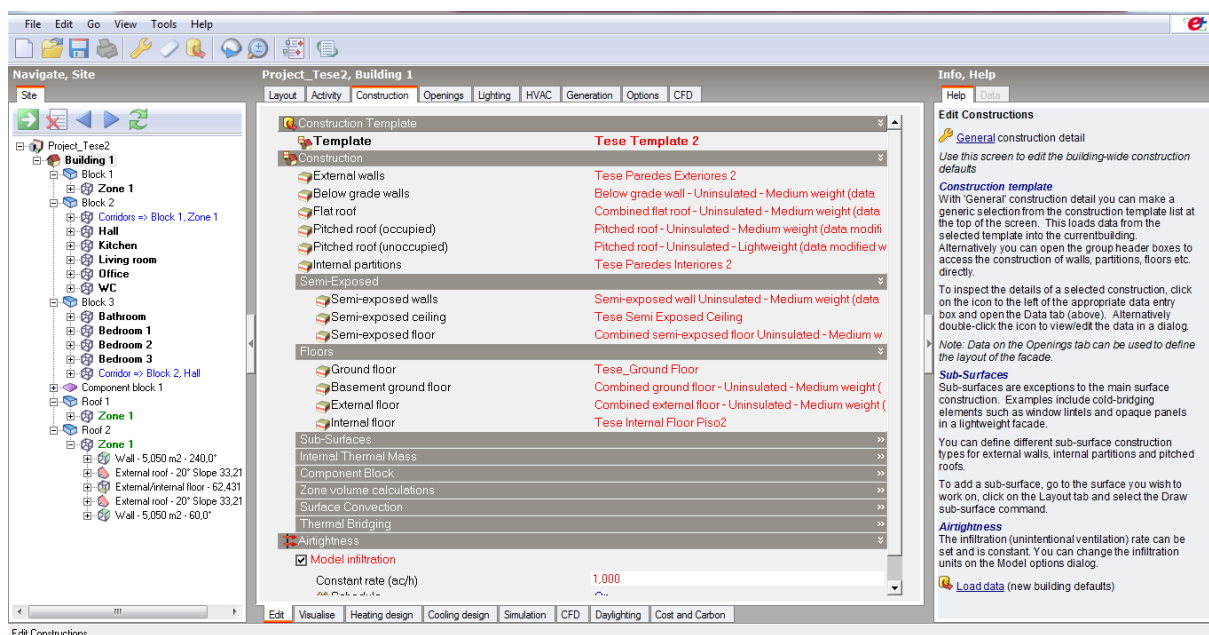 File Edit Go View Tools Help
Navigate, Site
Site
Project_Tese2
Building 1
Block 1
Zone 1
Block 2
Corridors => Block 1, Zone 1
Hall
Kitchen
Living room
Office
WC
Block 3
Bathroom
Bedroom 1
Bedroom 2
Bedroom 3
Corridor => Block 2, Hall
Component block 1
Roof 1
Zone 1
Roof 2
Zone 1
Wall - 5,050 m2 - 240,0°
External roof - 20° Slope 33,21
External/internal floor - 62,431
External roof - 20° Slope 33,21
Wall - 5,050 m2 - 60,0°
Project_Tese2, Building 1
Layout Activity Construction Openings Lighting HVAC Generation Options CFD
Construction Template
Template Tese Template 2
Construction
External walls Tese Paredes Exteriores 2
Below grade walls Below grade wall - Uninsulated - Medium weight (data
Flat roof Combined flat roof - Uninsulated - Medium weight (data
Pitched roof (occupied) Pitched roof - Uninsulated - Medium weight (data modifi
Pitched roof (unoccupied) Pitched roof - Uninsulated - Lightweight (data modified w
Internal partitions Tese Paredes Interiores 2
Semi-Exposed
Semi-exposed walls Semi-exposed wall Uninsulated - Medium weight (data
Semi-exposed ceiling Tese Semi Exposed Ceiling
Semi-exposed floor Combined semi-exposed floor Uninsulated - Medium w
Floors
Ground floor Tese_Ground Floor
Basement ground floor Combined ground floor - Uninsulated - Medium weight (
External floor Combined external floor - Uninsulated - Medium weight (
Internal floor Tese Internal Floor Piso2
Sub-Surfaces
Internal Thermal Mass
Component Block
Zone volume calculations
Surface Convection
Thermal Bridging
Airtightness
Model infiltration
Constant rate (ac/h) 1,000
Edit Visualise Heating design Cooling design Simulation CFD Daylighting Cost and Carbon
Info, Help
Help Data
Edit Constructions
General construction detail
Use this screen to edit the building-wide construction
defaults
Construction template
With 'General' construction detail you can make a
generic selection from the construction template list at
the top of the screen. This loads data from the
selected template into the currentbuilding.
Alternatively you can open the group header boxes to
access the construction of walls, partitions, floors etc.
directly.
To inspect the details of a selected construction, click
on the icon to the left of the appropriate data entry
box and open the Data tab (above). Alternatively
double-click the icon to view/edit the data in a dialog.
Note: Data on the Openings tab can be used to define
the layout of the facade.
Sub-Surfaces
Sub-surfaces are exceptions to the main surface
construction. Examples include cold-bridging
elements such as window lintels and opaque panels
in a lightweight facade.
You can define different sub-surface construction
types for external walls, internal partitions and pitched
roofs.
To add a sub-surface, go to the surface you wish to
work on, click on the Layout tab and select the Draw
sub-surface command.
Airtightness
The infiltration (unintentional ventilation) rate can be
set and is constant. You can change the infiltration
units on the Model options dialog.
Load data (new building defaults)
Edit Constructions